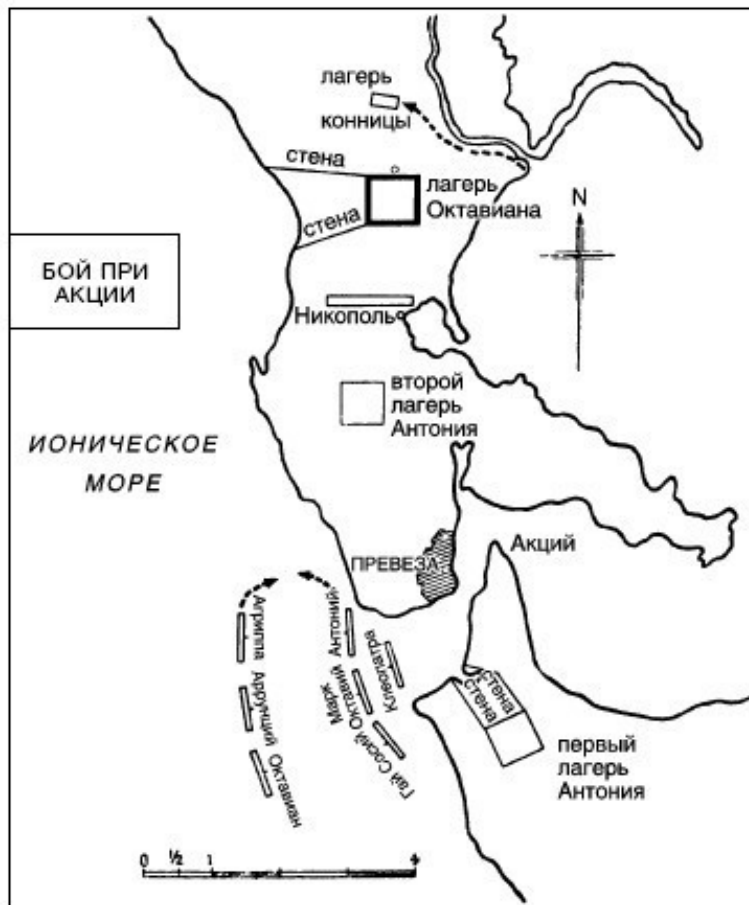 лагерь
конницы
стена
стена
лагерь
Октавиана
N
БОЙ ПРИ
АКЦИИ
Никополь
второй
лагерь
Антония
ИОНИЧЕСКОЕ
МОРЕ
ПРЕВЕЗА
Акций
Агриппа
Аррунций
Октавиан
Антоний
Марк
Октавий
Гай Сосий
Клеопатра
стена
стена
первый
лагерь
Антония
0 ½ 1 4